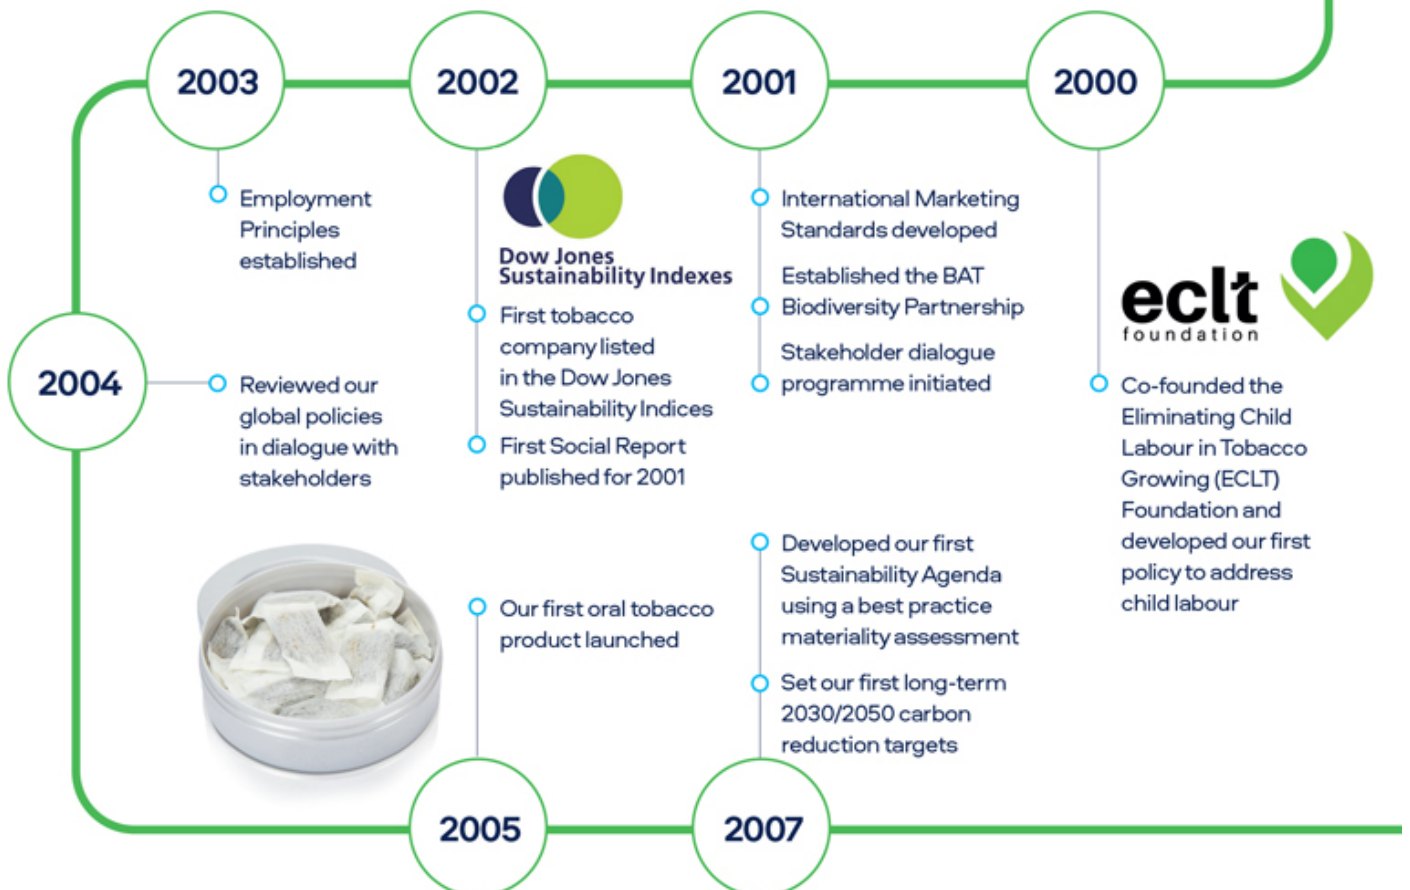 2003
2002
2001
2000
Employment
Principles
established
Dow Jones
Sustainability Indexes
First tobacco
company listed
in the Dow Jones
Sustainability Indices
First Social Report
published for 2001
International Marketing
Standards developed
Established the BAT
Biodiversity Partnership
Stakeholder dialogue
programme initiated
eclt
foundation
Co-founded the
Eliminating Child
Labour in Tobacco
Growing (ECLT)
Foundation and
developed our first
policy to address
child labour
2004
Reviewed our
global policies
in dialogue with
stakeholders
Our first oral tobacco
product launched
Developed our first
Sustainability Agenda
using a best practice
materiality assessment
Set our first long-term
2030/2050 carbon
reduction targets
2005
2007